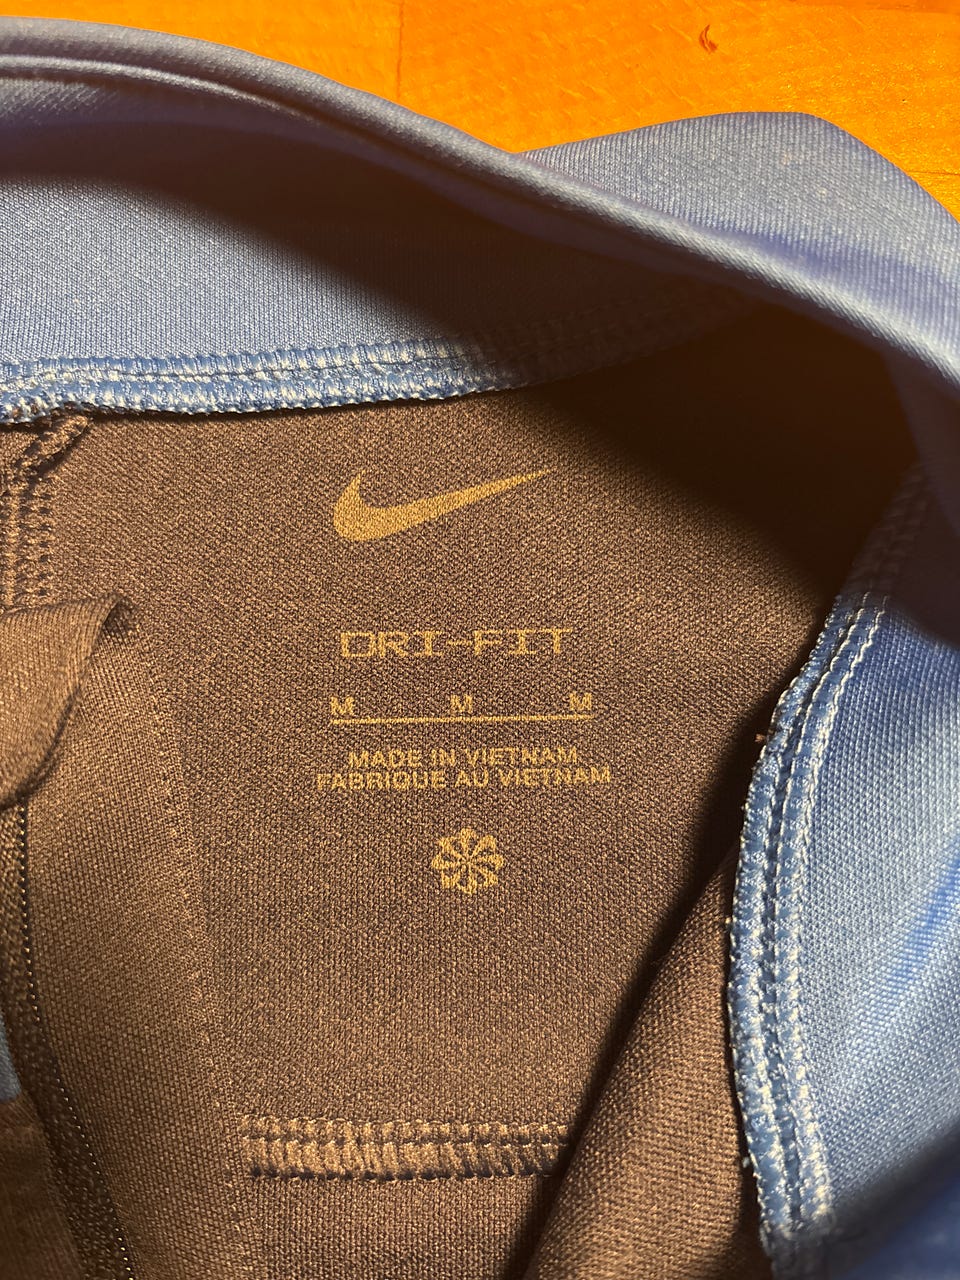 DRI-FIT
M M M
MADE IN VIETNAM
FABRIQUE AU VIETNAM